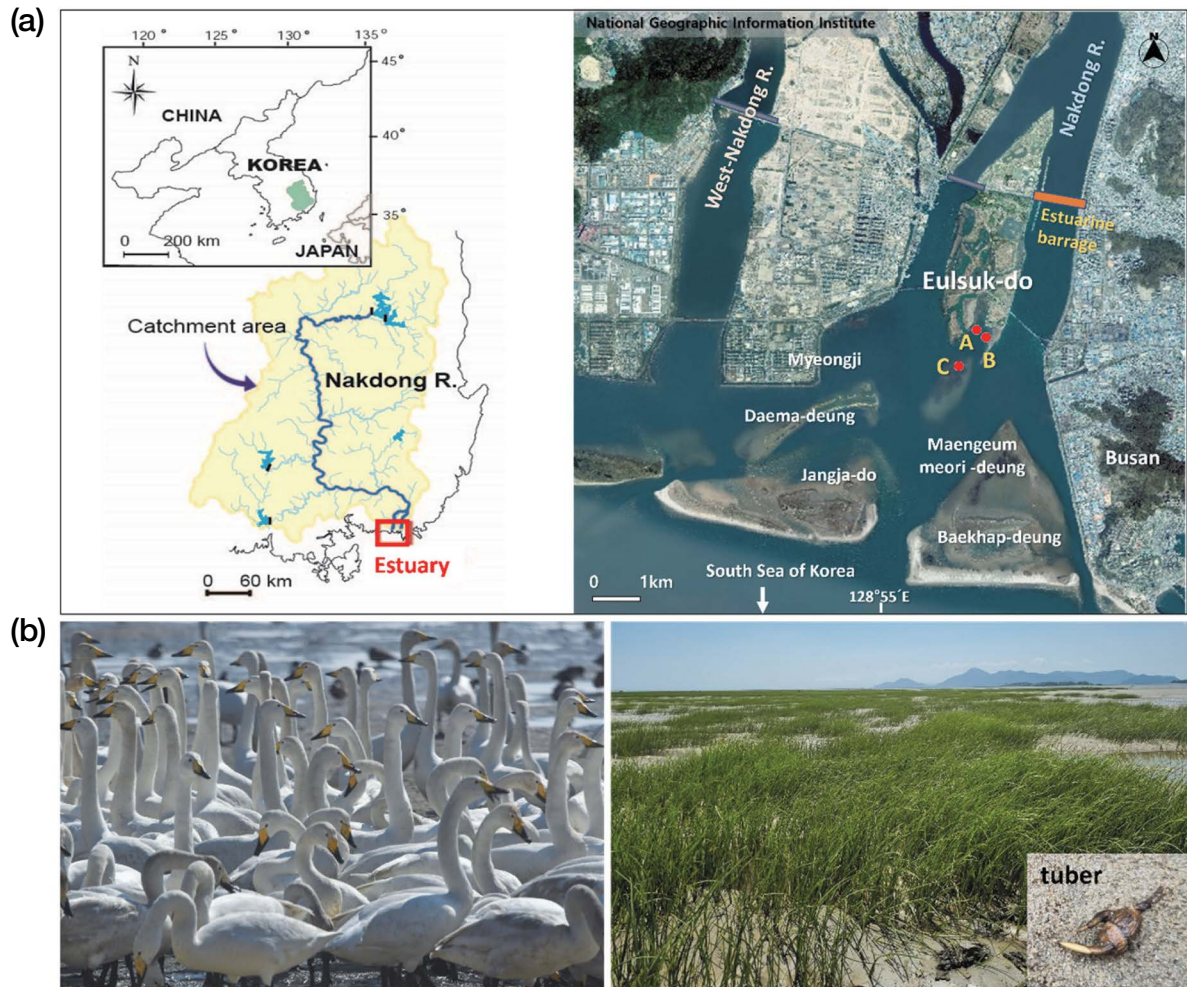 (a)
120° 130° 135°
45°
N
CHINA
40°
KOREA
35°
0 200 km
JAPAN
Catchment area
Nakdong R.
Estuary
0 60 km
National Geographic Information Institute
N
West-Nakdong R.
Nakdong R.
Estuarine
barrage
Eulsuk-do
A
B
C
Myeongji
Daema-deung
Maengeum
meori -deung
Busan
Jangja-do
Baekhap-deung
0 1km
South Sea of Korea
128°55´E
(b)
tuber